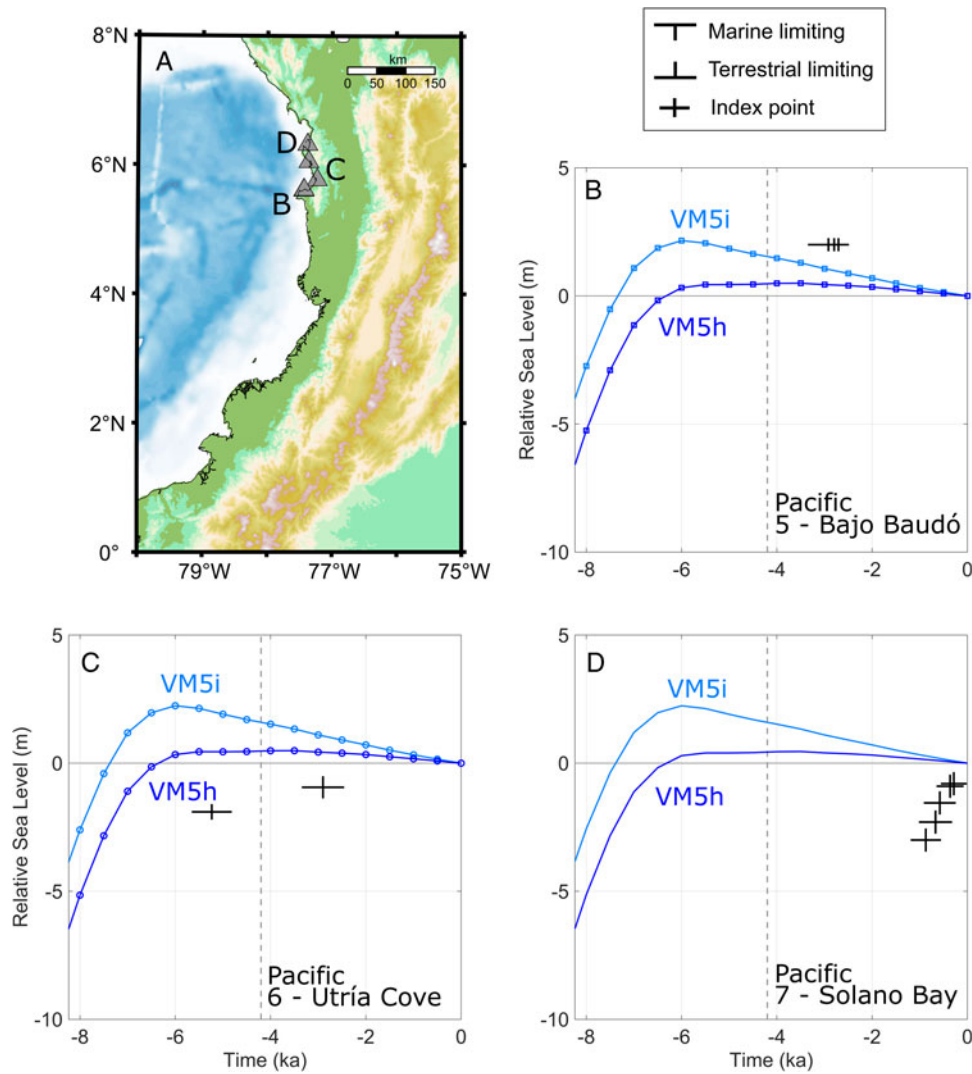 A
8°N
6°N
4°N
2°N
0°
79°W
77°W
75°W
km
0 50 100 150
D
C
B
Marine limiting
Terrestrial limiting
Index point
B
Relative Sea Level (m)
5
0
-5
-10
VM5i
VM5h
Pacific
5 - Bajo Baudó
-8 -6 -4 -2 0
C
Relative Sea Level (m)
5
0
-5
-10
VM5i
VM5h
Pacific
6 - Utría Cove
-8 -6 -4 -2 0
Time (ka)
D
5
0
-5
-10
VM5i
VM5h
Pacific
7 - Solano Bay
-8 -6 -4 -2 0
Time (ka)